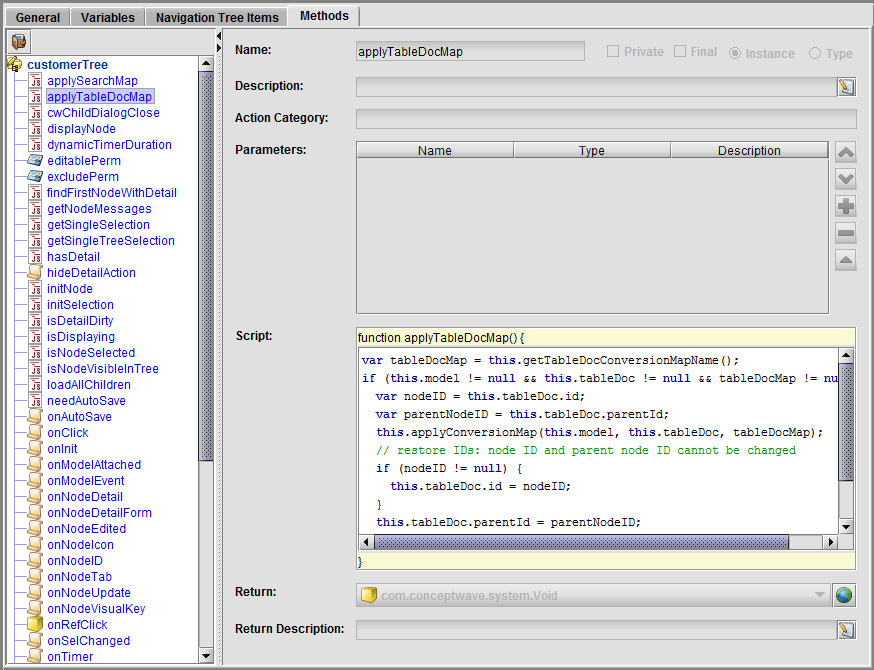 General
Variables
Navigation Tree Items
Methods
customerTree
applySearchMap
applyTableDocMap
cwChildDialogClose
displayNode
dynamicTimerDuration
editablePerm
excludePerm
findFirstNodeWithDetail
getNodeMessages
getSingleSelection
getSingleTreeSelection
hasDetail
hideDetailAction
initNode
initSelection
isDetailDirty
isDisplaying
isNodeSelected
isNodeVisibleInTree
loadAllChildren
needAutoSave
onAutoSave
onClick
onInit
onModelAttached
onModelEvent
onNodeDetail
onNodeDetailForm
onNodeEdited
onNodeIcon
onNodeID
onNodeTab
onNodeUpdate
onNodeVisualKey
onRefClick
onSelChanged
onTimer
Name:
applyTableDocMap
Private
Final
Instance
Type
Description:
Action Category:
Parameters:
Name
Type
Description
Script:
function applyTableDocMap() {
var tableDocMap = this.getTableDocConversionMapName();
if (this.model != null && this.tableDoc != null && tableDocMap != nu
var nodeID = this.tableDoc.id;
var parentNodeID = this.tableDoc.parentId;
this.applyConversionMap(this.model, this.tableDoc, tableDocMap);
// restore IDs: node ID and parent node ID cannot be changed
if (nodeID != null) {
this.tableDoc.id = nodeID;
}
this.tableDoc.parentId = parentNodeID;
}
Return:
com.conceptwave.system.Void
Return Description: